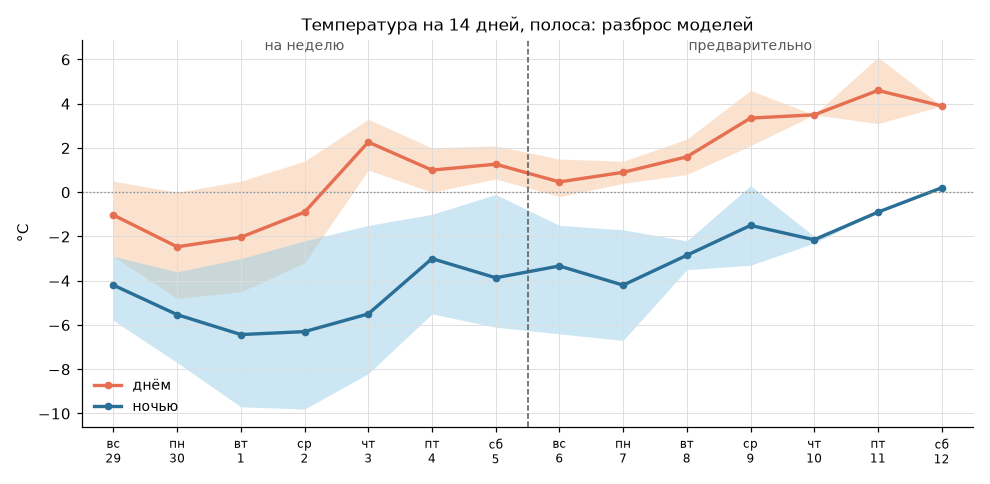 Температура на 14 дней, полоса: разброс моделей
на неделю
предварительно
6
4
2
0
−2
−4
−6
−8
−10
°C
днём
ночью
вс 29
пн 30
вт 1
ср 2
чт 3
пт 4
сб 5
вс 6
пн 7
вт 8
ср 9
чт 10
пт 11
сб 12